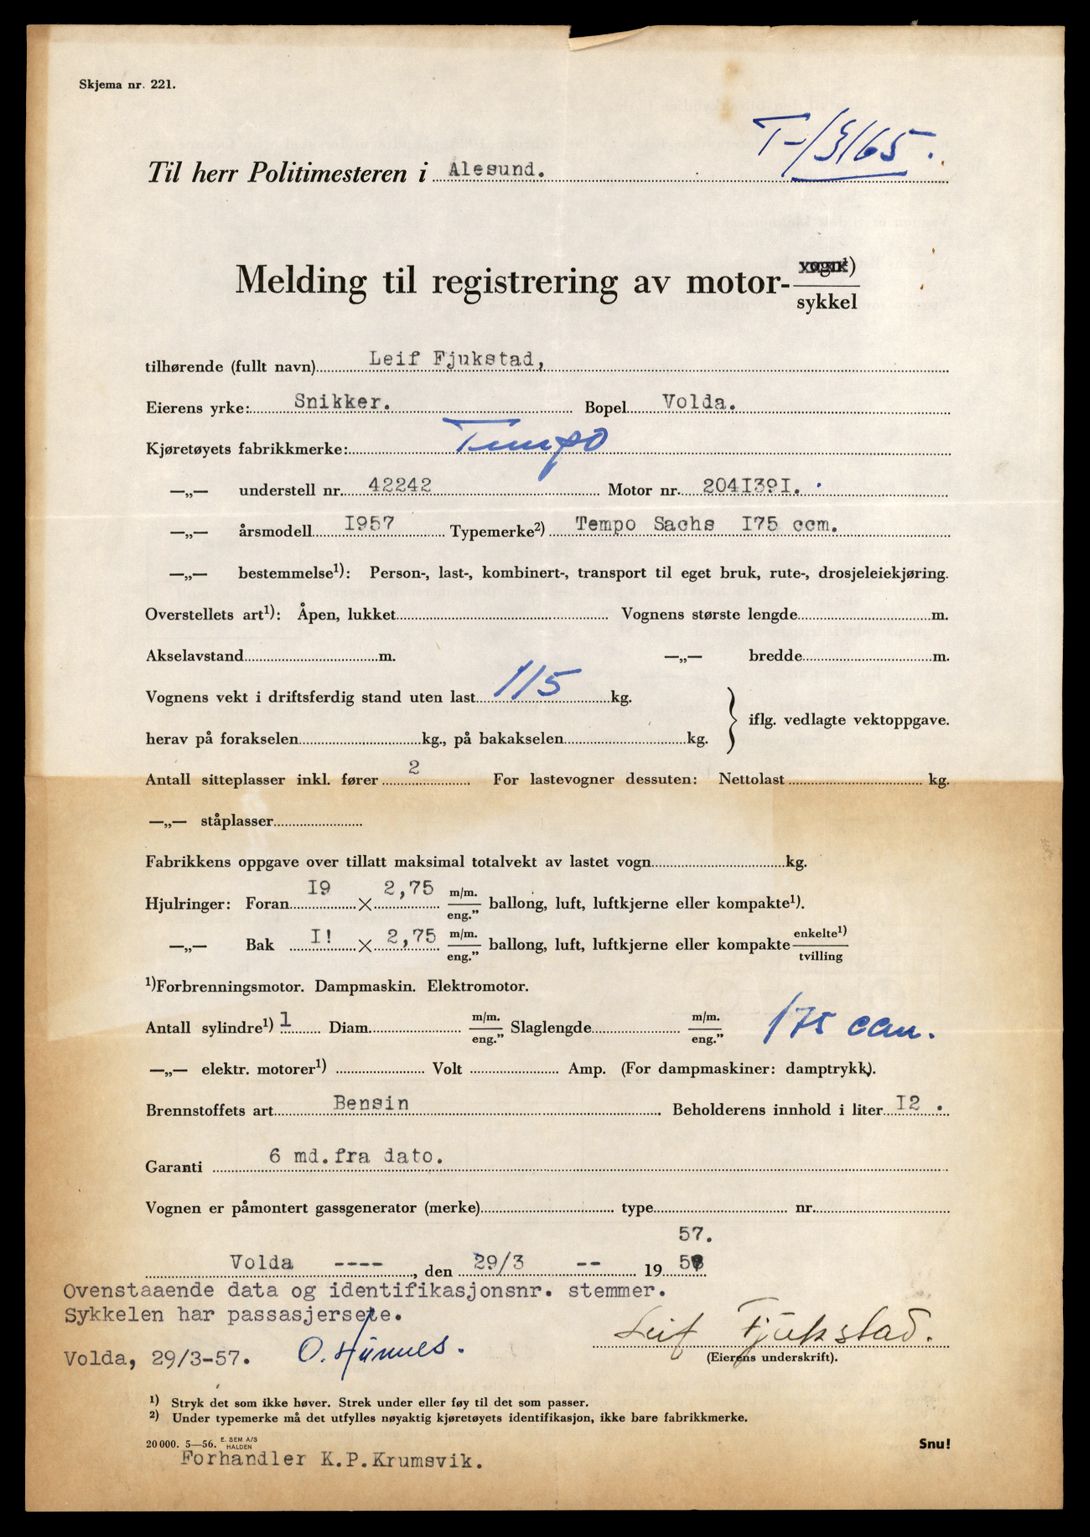 Skjema nr. 221.
T-13165.
Til herr Politimesteren i Alesund.
Melding til registrering av motor- vogn¹) sykkel
tilhørende (fullt navn) Leif Fjukstad,
Eierens yrke: Snikker. Bopel Volda.
Kjøretøyets fabrikkmerke: Tempo
—„— understell nr. 42242 Motor nr. 204I39I.
—„— årsmodell I957 Typemerke²) Tempo Sachs I75 ccm.
—„— bestemmelse¹): Person-, last-, kombinert-, transport til eget bruk, rute-, drosjeleiekjøring.
Overstellets art¹): Åpen, lukket Vognens største lengde m.
Akselavstand m. —„— bredde m.
Vognens vekt i driftsferdig stand uten last 115 kg.
iflg. vedlagte vektoppgave.
herav på forakselen kg., på bakakselen kg.
Antall sitteplasser inkl. fører 2 For lastevogner dessuten: Nettolast kg.
—„— ståplasser
Fabrikkens oppgave over tillatt maksimal totalvekt av lastet vogn kg.
Hjulringer: Foran I9 × 2,75 m/m. eng.” ballong, luft, luftkjerne eller kompakte¹).
—„— Bak I! × 2,75 m/m. eng.” ballong, luft, luftkjerne eller kompakte enkelte¹) tvilling
¹)Forbrenningsmotor. Dampmaskin. Elektromotor.
Antall sylindre¹) 1 Diam. m/m. eng.” Slaglengde m/m. eng.” 175 ccm.
—„— elektr. motorer¹) Volt Amp. (For dampmaskiner: damptrykk).
Brennstoffets art Bensin Beholderens innhold i liter I2.
Garanti 6 md.fra dato.
Vognen er påmontert gassgenerator (merke) type nr.
57.
Volda ----, den 29/3 -- 19 5
Ovenstaaende data og identifikasjonsnr. stemmer.
Sykkelen har passasjersete.
Leif Fjukstad.
Volda, 29/3-57. O. Hunnes.
(Eierens underskrift).
¹) Stryk det som ikke høver. Strek under eller føy til det som passer.
²) Under typemerke må det utfylles nøyaktig kjøretøyets identifikasjon, ikke bare fabrikkmerke.
20 000. 5—56. E. SEM A/S HALDEN
Snu!
Forhandler K.P.Krumsvik.